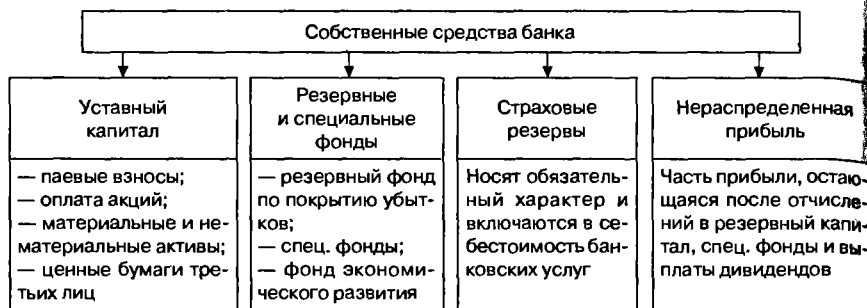 Собственные средства банка
Уставный
капитал
— паевые взносы;
— оплата акций;
— материальные и не-
материальные активы;
— ценные бумаги тре-
тьих лиц
Резервные
и специальные
фонды
— резервный фонд
по покрытию убыт-
ков;
— спец. фонды;
— фонд экономи-
ческого развития
Страховые
резервы
Носят обязатель-
ный характер и
включаются в се-
бестоимость бан-
ковских услуг
Нераспределенная
прибыль
Часть прибыли, остаю-
щаяся после отчисле-
ний в резервный капи-
тал, спец. фонды и вы-
платы дивидендов